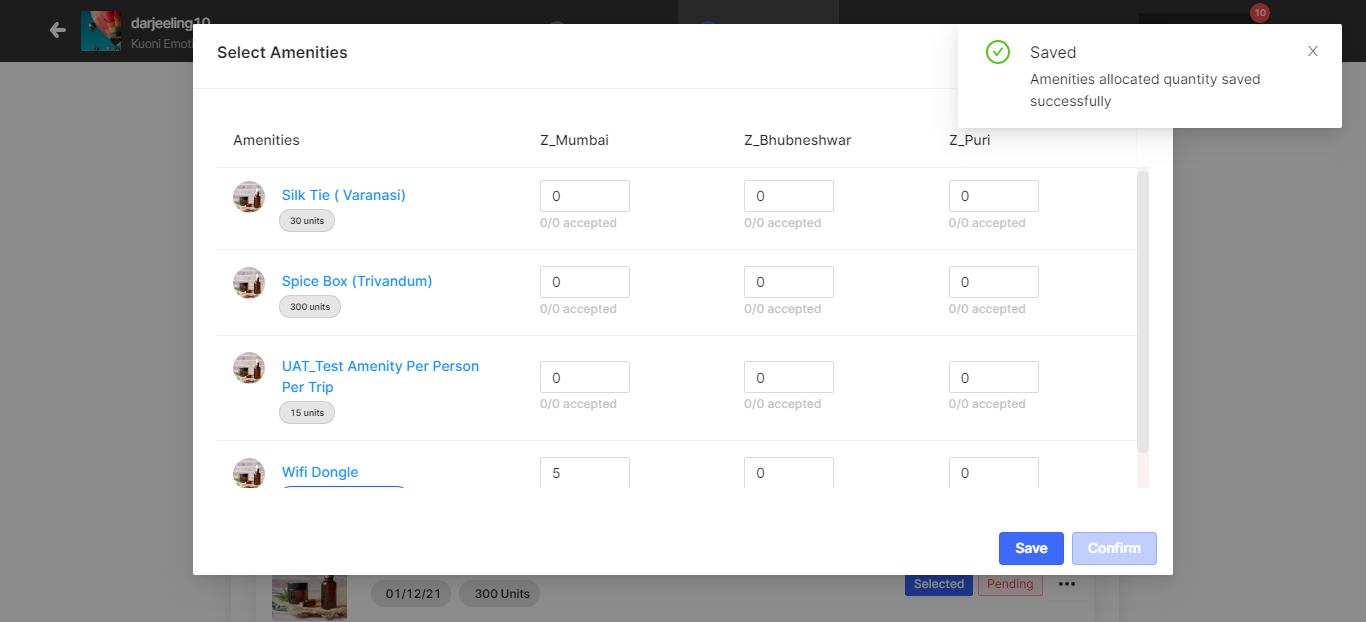 darjeeling10
10
Kuoni Emoti
Select Amenities
Saved
Amenities allocated quantity saved
successfully
Amenities Z_Mumbai Z_Bhubneshwar Z_Puri
Silk Tie ( Varanasi) 0 0 0
30 units 0/0 accepted 0/0 accepted 0/0 accepted
Spice Box (Trivandum) 0 0 0
300 units 0/0 accepted 0/0 accepted 0/0 accepted
UAT_Test Amenity Per Person
Per Trip 0 0 0
15 units 0/0 accepted 0/0 accepted 0/0 accepted
Wifi Dongle 5 0 0
Save Confirm
01/12/21 300 Units Selected Pending